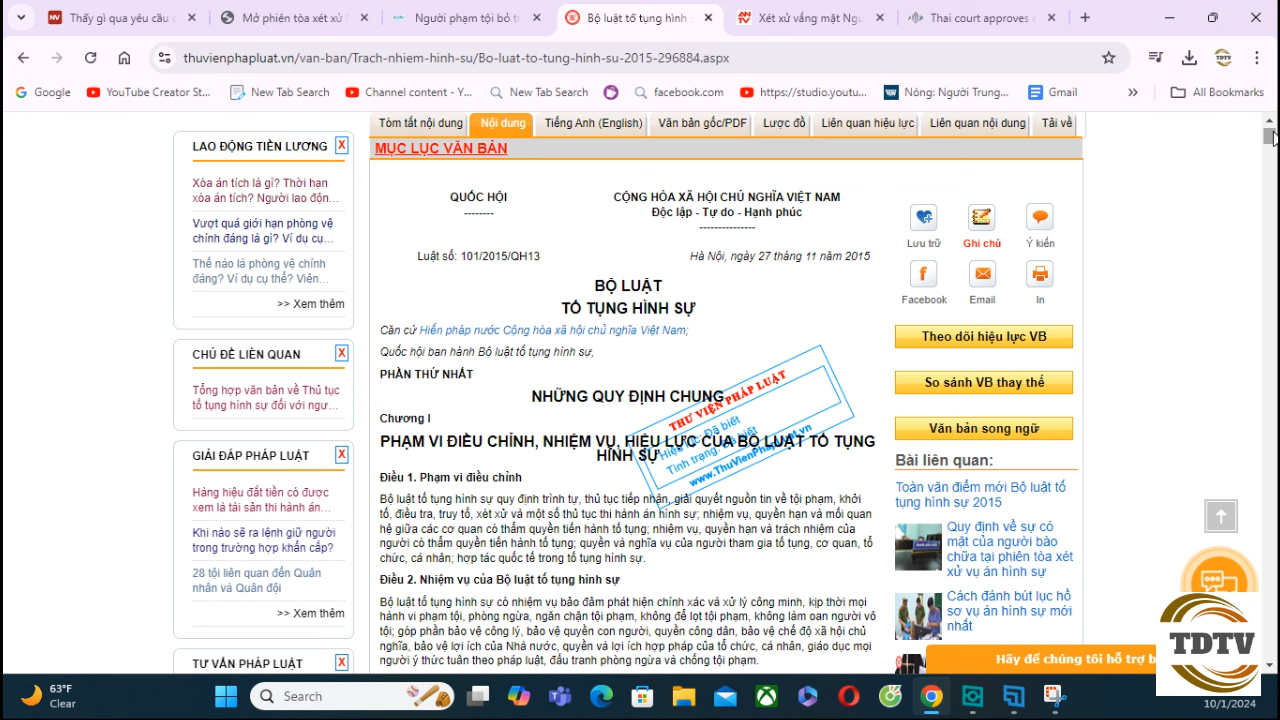 Thấy gì qua yêu cầu c
Mở phiên tòa xét xử
Người phạm tội bỏ tr
Bộ luật tố tụng hình
Xét xử vắng mặt Ngu
Thai court approves e
thuvienphapluat.vn/van-ban/Trach-nhiem-hinh-su/Bo-luat-to-tung-hinh-su-2015-296884.aspx
TDTV
Google
YouTube Creator St...
New Tab Search
Channel content - Y...
New Tab Search
facebook.com
https://studio.youtu...
Nóng: Người Trung...
Gmail
All Bookmarks
Tóm tắt nội dung
Nội dung
Tiếng Anh (English)
Văn bản gốc/PDF
Lược đồ
Liên quan hiệu lực
Liên quan nội dung
Tải về
MỤC LỤC VĂN BẢN
LAO ĐỘNG TIỀN LƯƠNG
X
Xóa án tích là gì? Thời hạn
xóa án tích? Người lao độn...
Vượt quá giới hạn phòng vệ
chính đáng là gì? Ví dụ cụ...
Thế nào là phòng vệ chính
đáng? Ví dụ cụ thể? Viên...
>> Xem thêm
CHỦ ĐỀ LIÊN QUAN
X
Tổng hợp văn bản về Thủ tục
tố tụng hình sự đối với ngư...
GIẢI ĐÁP PHÁP LUẬT
X
Hàng hiệu đắt tiền có được
xem là tài sản thi hành án...
Khi nào sẽ ra lệnh giữ người
trong trường hợp khẩn cấp?
28 tội liên quan đến Quân
nhân và Quân đội
>> Xem thêm
TƯ VẤN PHÁP LUẬT
X
QUỐC HỘI
--------
CỘNG HÒA XÃ HỘI CHỦ NGHĨA VIỆT NAM
Độc lập - Tự do - Hạnh phúc
---------------
Luật số: 101/2015/QH13
Hà Nội, ngày 27 tháng 11 năm 2015
BỘ LUẬT
TỐ TỤNG HÌNH SỰ
Căn cứ Hiến pháp nước Cộng hòa xã hội chủ nghĩa Việt Nam;
Quốc hội ban hành Bộ luật tố tụng hình sự,
PHẦN THỨ NHẤT
NHỮNG QUY ĐỊNH CHUNG
Chương I
PHẠM VI ĐIỀU CHỈNH, NHIỆM VỤ, HIỆU LỰC CỦA BỘ LUẬT TỐ TỤNG
HÌNH SỰ
THƯ VIỆN PHÁP LUẬT
Hiệu lực: Đã biết
Tình trạng: Đã biết
www.ThuVienPhapLuat.vn
Điều 1. Phạm vi điều chỉnh
Bộ luật tố tụng hình sự quy định trình tự, thủ tục tiếp nhận, giải quyết nguồn tin về tội phạm, khởi
tố, điều tra, truy tố, xét xử và một số thủ tục thi hành án hình sự; nhiệm vụ, quyền hạn và mối quan
hệ giữa các cơ quan có thẩm quyền tiến hành tố tụng; nhiệm vụ, quyền hạn và trách nhiệm của
người có thẩm quyền tiến hành tố tụng; quyền và nghĩa vụ của người tham gia tố tụng, cơ quan, tổ
chức, cá nhân; hợp tác quốc tế trong tố tụng hình sự.
Điều 2. Nhiệm vụ của Bộ luật tố tụng hình sự
Bộ luật tố tụng hình sự có nhiệm vụ bảo đảm phát hiện chính xác và xử lý công minh, kịp thời mọi
hành vi phạm tội, phòng ngừa, ngăn chặn tội phạm, không để lọt tội phạm, không làm oan người vô
tội; góp phần bảo vệ công lý, bảo vệ quyền con người, quyền công dân, bảo vệ chế độ xã hội chủ
nghĩa, bảo vệ lợi ích của Nhà nước, quyền và lợi ích hợp pháp của tổ chức, cá nhân, giáo dục mọi
người ý thức tuân theo pháp luật, đấu tranh phòng ngừa và chống tội phạm.
Lưu trữ
Ghi chú
Ý kiến
Facebook
Email
In
Theo dõi hiệu lực VB
So sánh VB thay thế
Văn bản song ngữ
Bài liên quan:
Toàn văn điểm mới Bộ luật tố
tụng hình sự 2015
Quy định về sự có
mặt của người bào
chữa tại phiên tòa xét
xử vụ án hình sự
Cách đánh bút lục hồ
sơ vụ án hình sự mới
nhất
Hãy để chúng tôi hỗ trợ b
TDTV
63°F
Clear
Search
10/1/2024